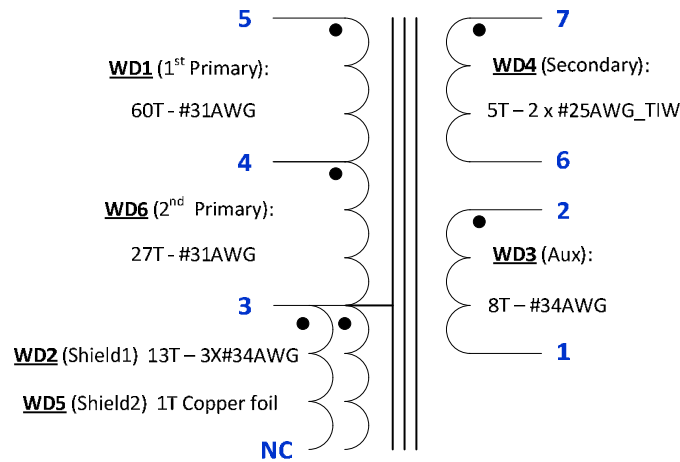 5
WD1 (1st Primary):
60T - #31AWG
4
WD6 (2nd Primary):
27T - #31AWG
3
WD2 (Shield1) 13T – 3X#34AWG
WD5 (Shield2) 1T Copper foil
NC
7
WD4 (Secondary):
5T – 2 x #25AWG_TIW
6
2
WD3 (Aux):
8T – #34AWG
1